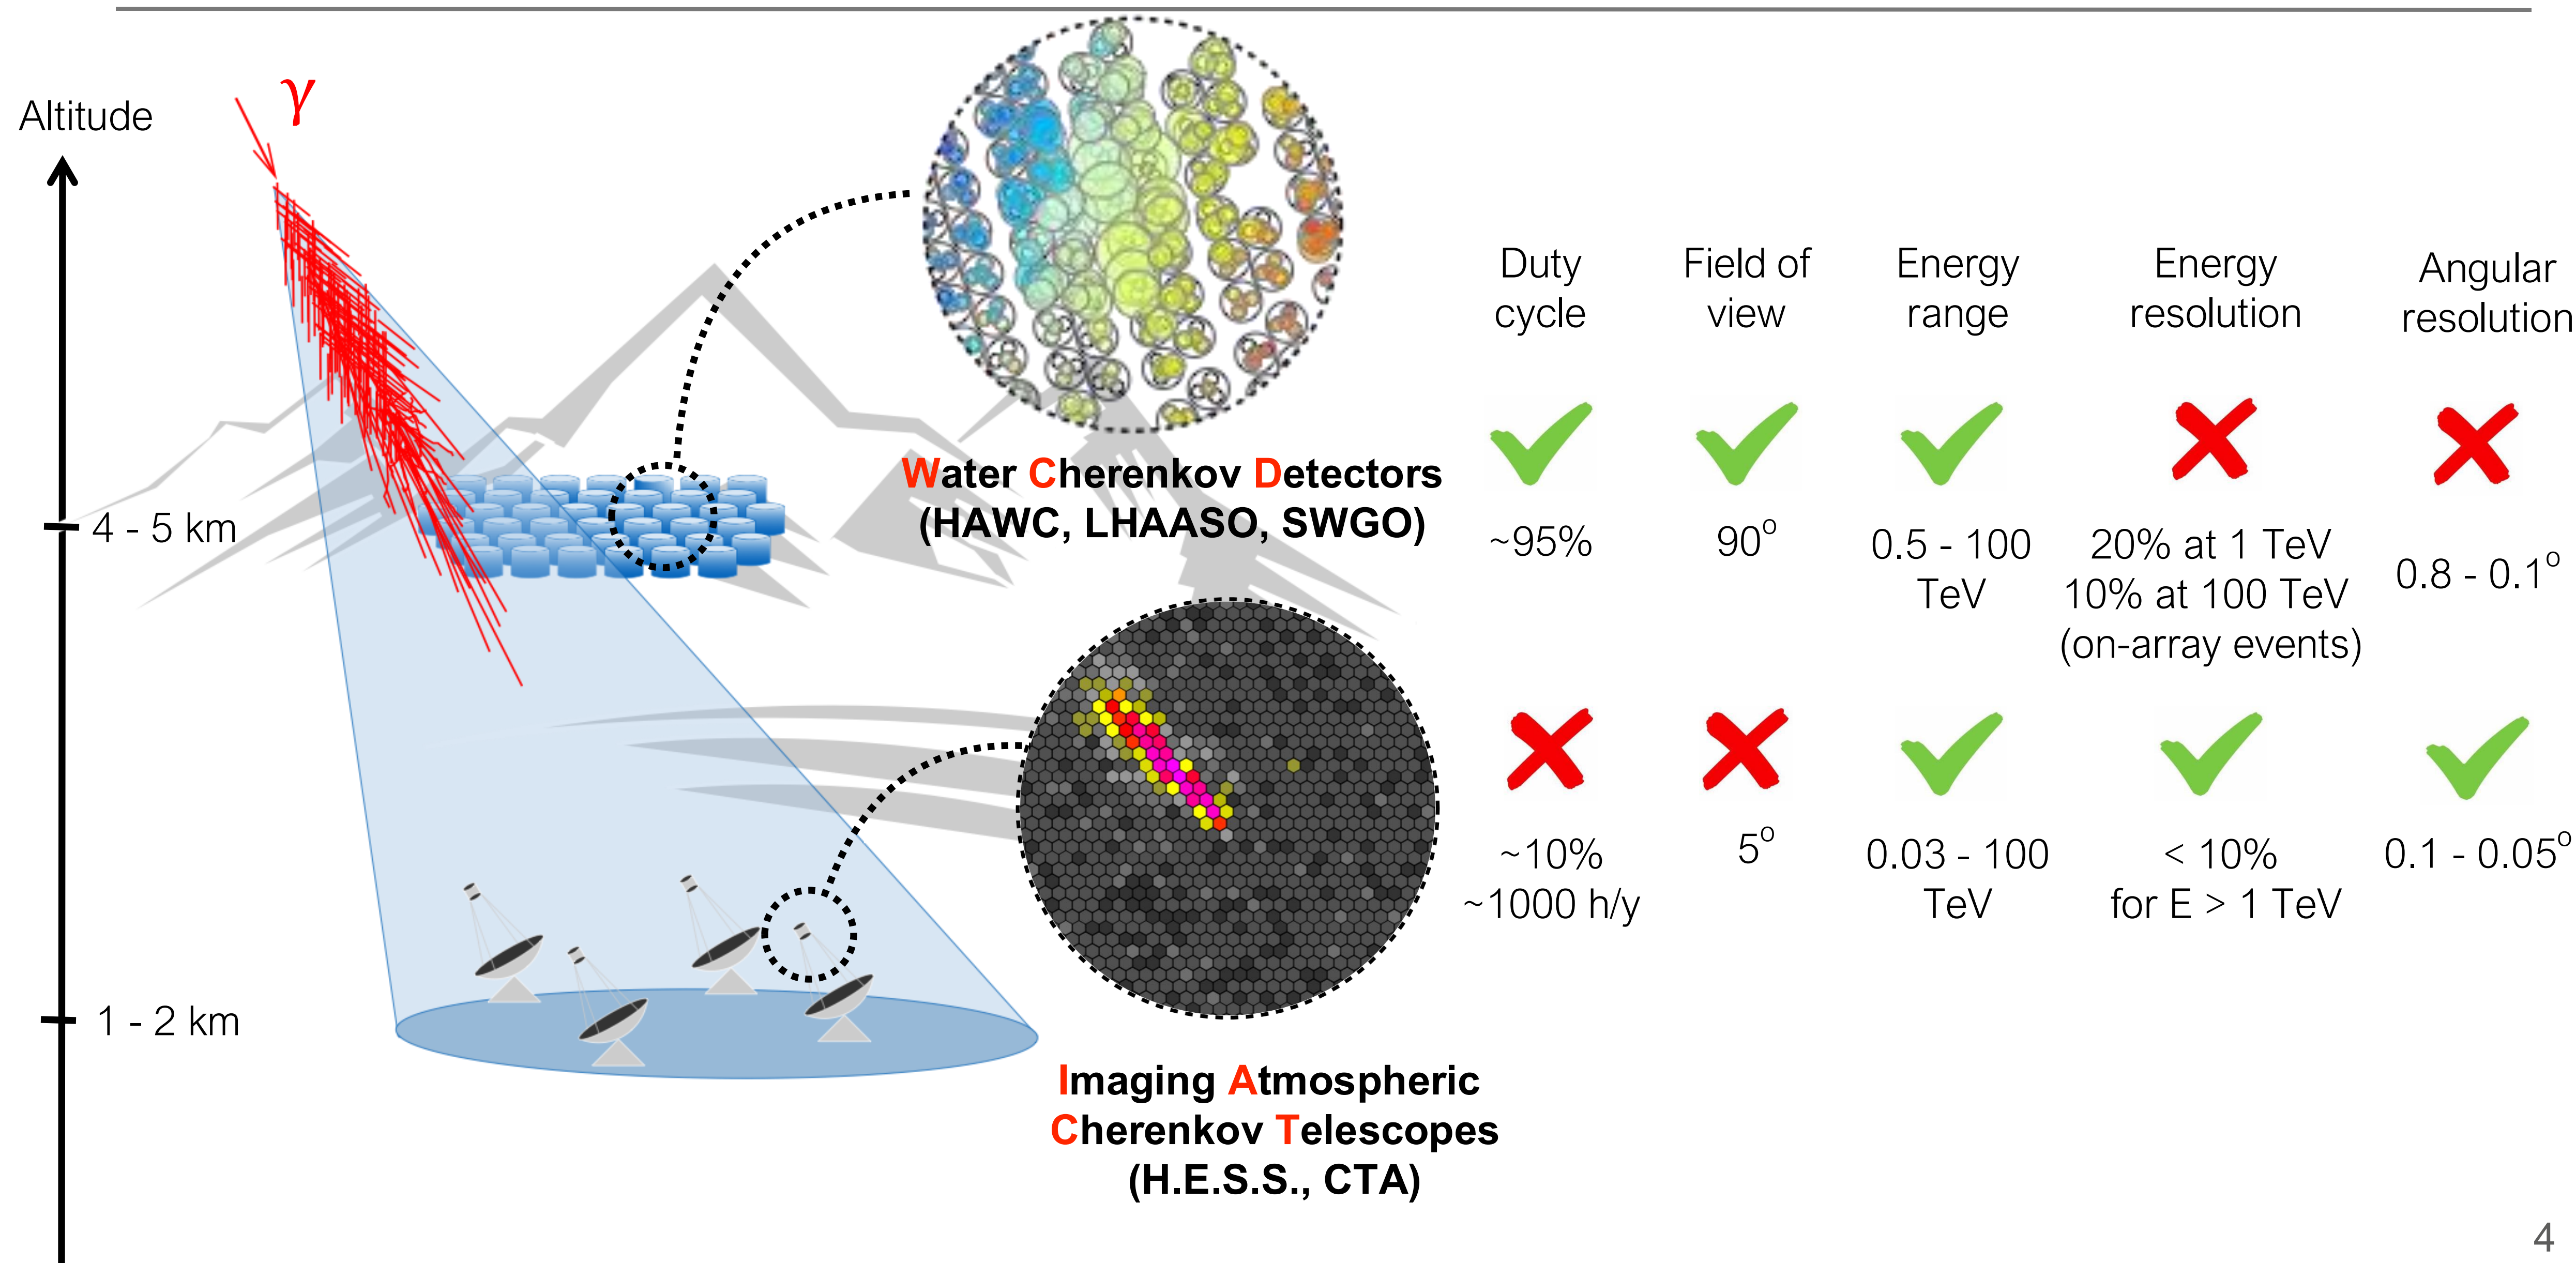 γ
Altitude
4 - 5 km
1 - 2 km
Water Cherenkov Detectors
(HAWC, LHAASO, SWGO)
Imaging Atmospheric
Cherenkov Telescopes
(H.E.S.S., CTA)
Duty
cycle
Field of
view
Energy
range
Energy
resolution
Angular
resolution
~95%
90°
0.5 - 100
TeV
20% at 1 TeV
10% at 100 TeV
(on-array events)
0.8 - 0.1°
~10%
~1000 h/y
5°
0.03 - 100
TeV
< 10%
for E > 1 TeV
0.1 - 0.05°
4